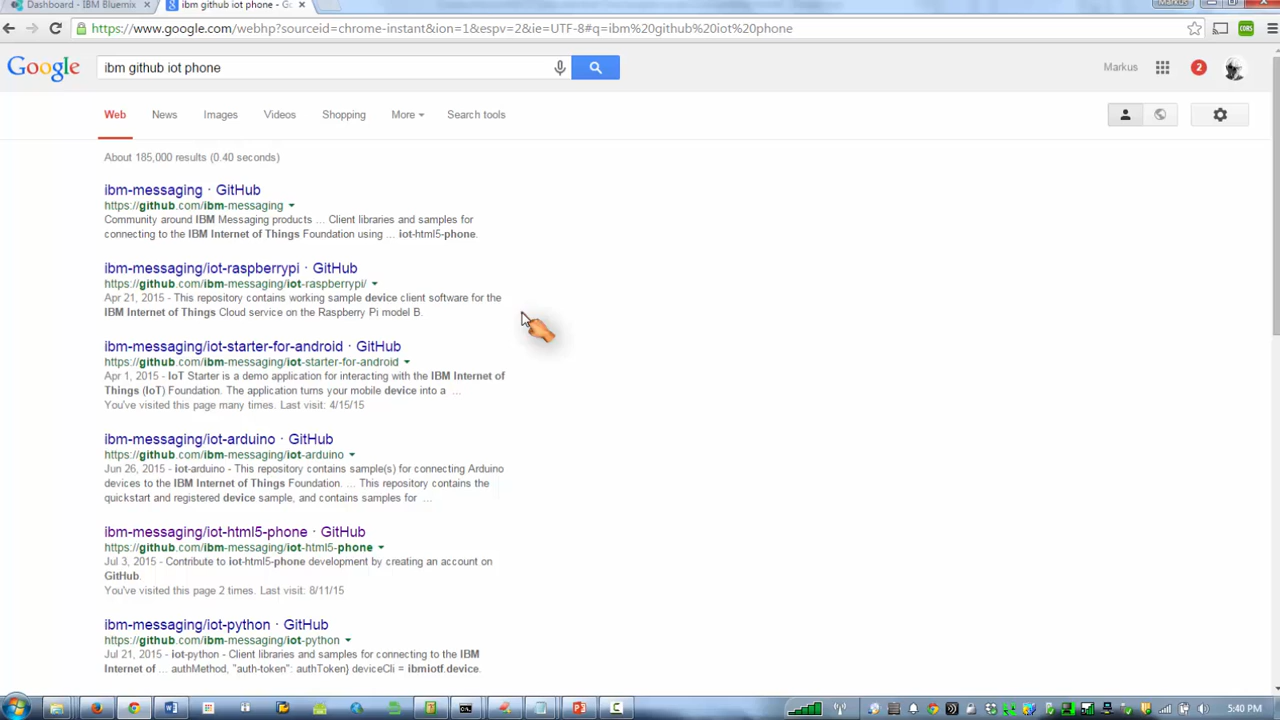 Dashboard - IBM Bluemix
ibm github iot phone - Go
Markus
https://www.google.com/webhp?sourceid=chrome-instant&ion=1&espv=2&ie=UTF-8#q=ibm%20github%20iot%20phone
CORS
Google
ibm github iot phone
Markus
2
Web News Images Videos Shopping More Search tools
About 185,000 results (0.40 seconds)
ibm-messaging · GitHub
https://github.com/ibm-messaging
Community around IBM Messaging products ... Client libraries and samples for
connecting to the IBM Internet of Things Foundation using ... iot-html5-phone.
ibm-messaging/iot-raspberrypi · GitHub
https://github.com/ibm-messaging/iot-raspberrypi/
Apr 21, 2015 - This repository contains working sample device client software for the
IBM Internet of Things Cloud service on the Raspberry Pi model B.
ibm-messaging/iot-starter-for-android · GitHub
https://github.com/ibm-messaging/iot-starter-for-android
Apr 1, 2015 - IoT Starter is a demo application for interacting with the IBM Internet of
Things (IoT) Foundation. The application turns your mobile device into a ...
You've visited this page many times. Last visit: 4/15/15
ibm-messaging/iot-arduino · GitHub
https://github.com/ibm-messaging/iot-arduino
Jun 26, 2015 - iot-arduino - This repository contains sample(s) for connecting Arduino
devices to the IBM Internet of Things Foundation. ... This repository contains the
quickstart and registered device sample, and contains samples for ...
ibm-messaging/iot-html5-phone · GitHub
https://github.com/ibm-messaging/iot-html5-phone
Jul 3, 2015 - Contribute to iot-html5-phone development by creating an account on
GitHub.
You've visited this page 2 times. Last visit: 8/11/15
ibm-messaging/iot-python · GitHub
https://github.com/ibm-messaging/iot-python
Jul 21, 2015 - iot-python - Client libraries and samples for connecting to the IBM
Internet of ... authMethod, "auth-token": authToken} deviceCli = ibmiotf.device.
5:40 PM